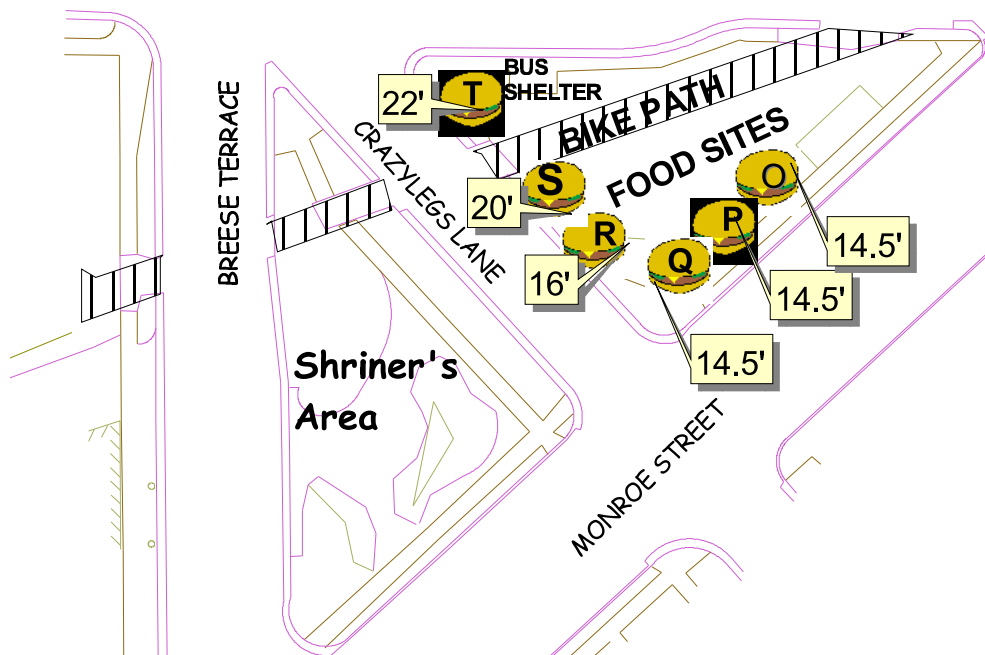 BUS
SHELTER
T
22'
BREESE TERRACE
CRAZYLEGS LANE
BIKE PATH
FOOD SITES
S
20'
O
14.5'
P
14.5'
R
16'
Q
14.5'
Shriner's
Area
MONROE STREET